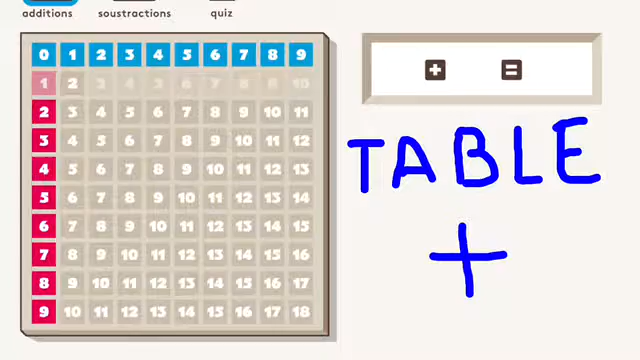 additions soustractions quiz
0 1 2 3 4 5 6 7 8 9
1 2 3 4 5 6 7 8 9 10
2 3 4 5 6 7 8 9 10 11
3 4 5 6 7 8 9 10 11 12
4 5 6 7 8 9 10 11 12 13
5 6 7 8 9 10 11 12 13 14
6 7 8 9 10 11 12 13 14 15
7 8 9 10 11 12 13 14 15 16
8 9 10 11 12 13 14 15 16 17
9 10 11 12 13 14 15 16 17 18
+ =
TABLE
+